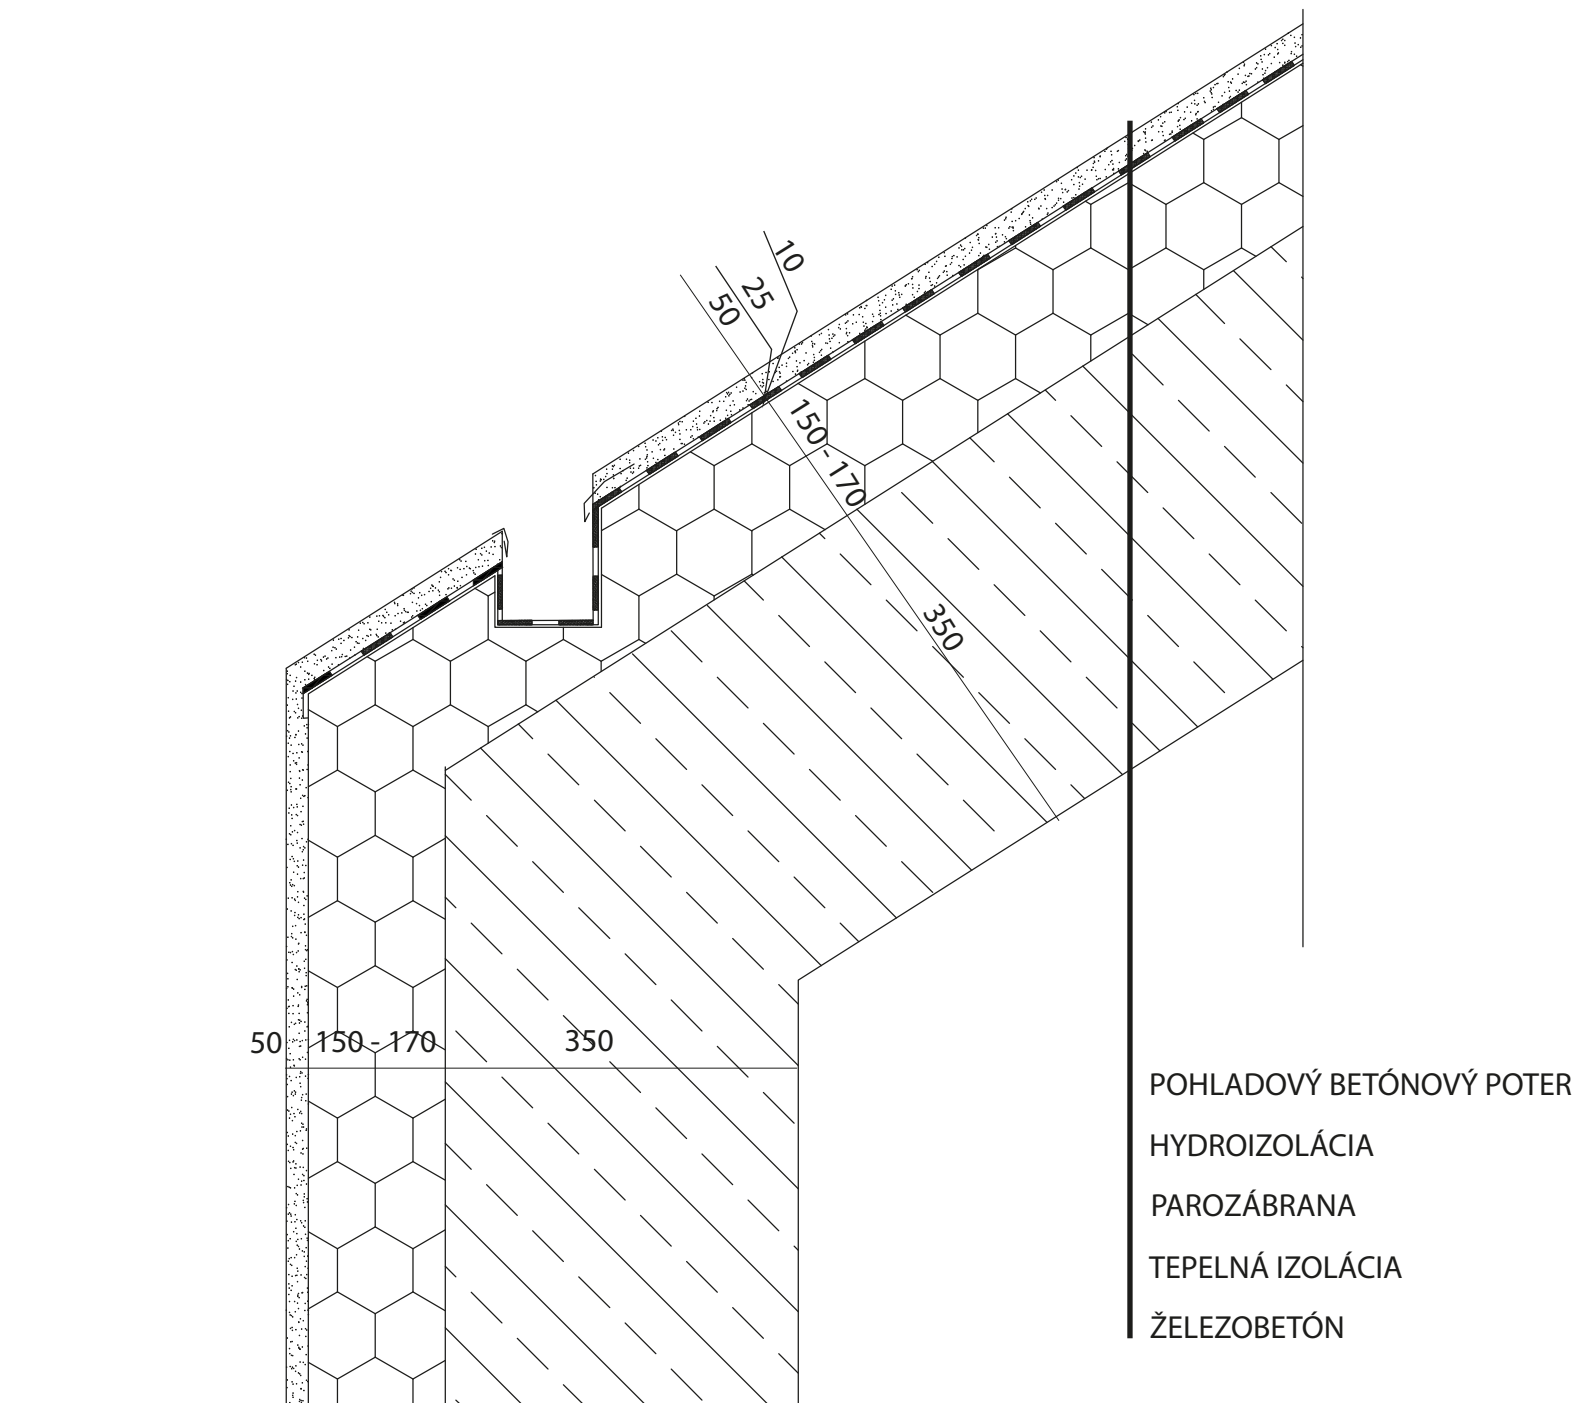 10
25
50
150 - 170
350
50 150 - 170 350
POHLADOVÝ BETÓNOVÝ POTER
HYDROIZOLÁCIA
PAROZÁBRANA
TEPELNÁ IZOLÁCIA
ŽELEZOBETÓN